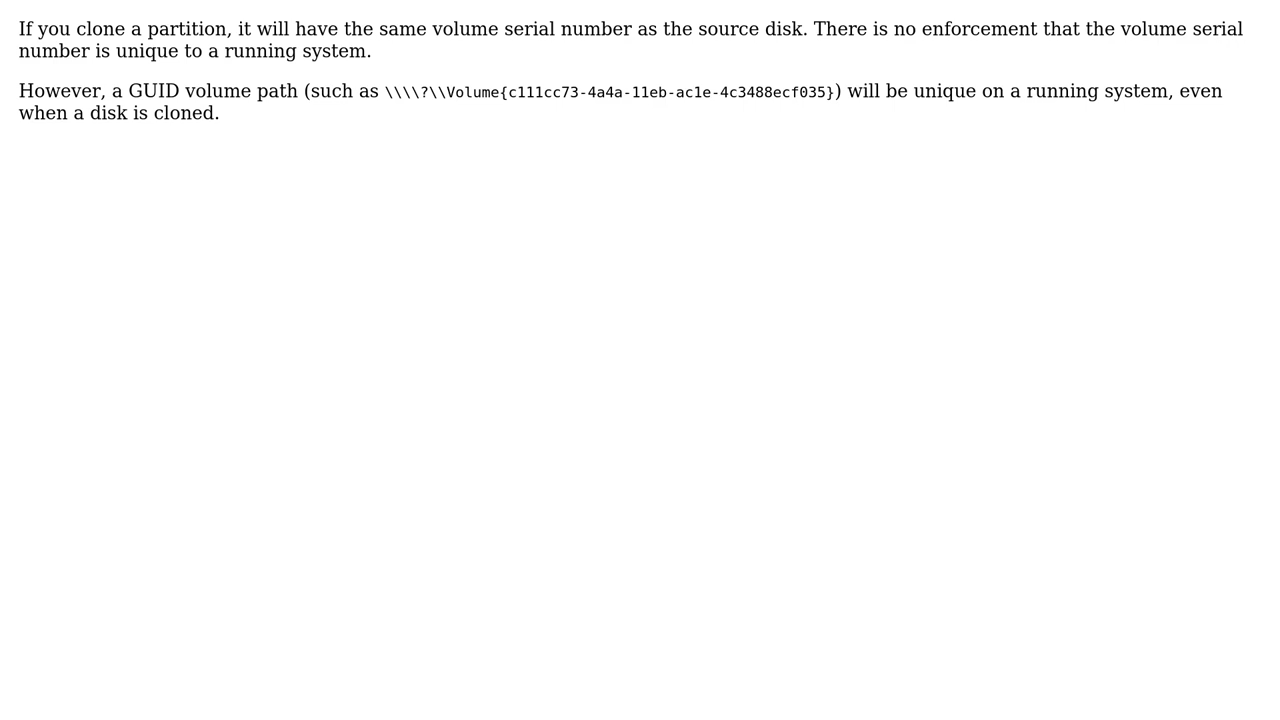 If you clone a partition, it will have the same volume serial number as the source disk. There is no enforcement that the volume serial
number is unique to a running system.
However, a GUID volume path (such as \\\\?\\Volume{c111cc73-4a4a-11eb-ac1e-4c3488ecf035}) will be unique on a running system, even
when a disk is cloned.